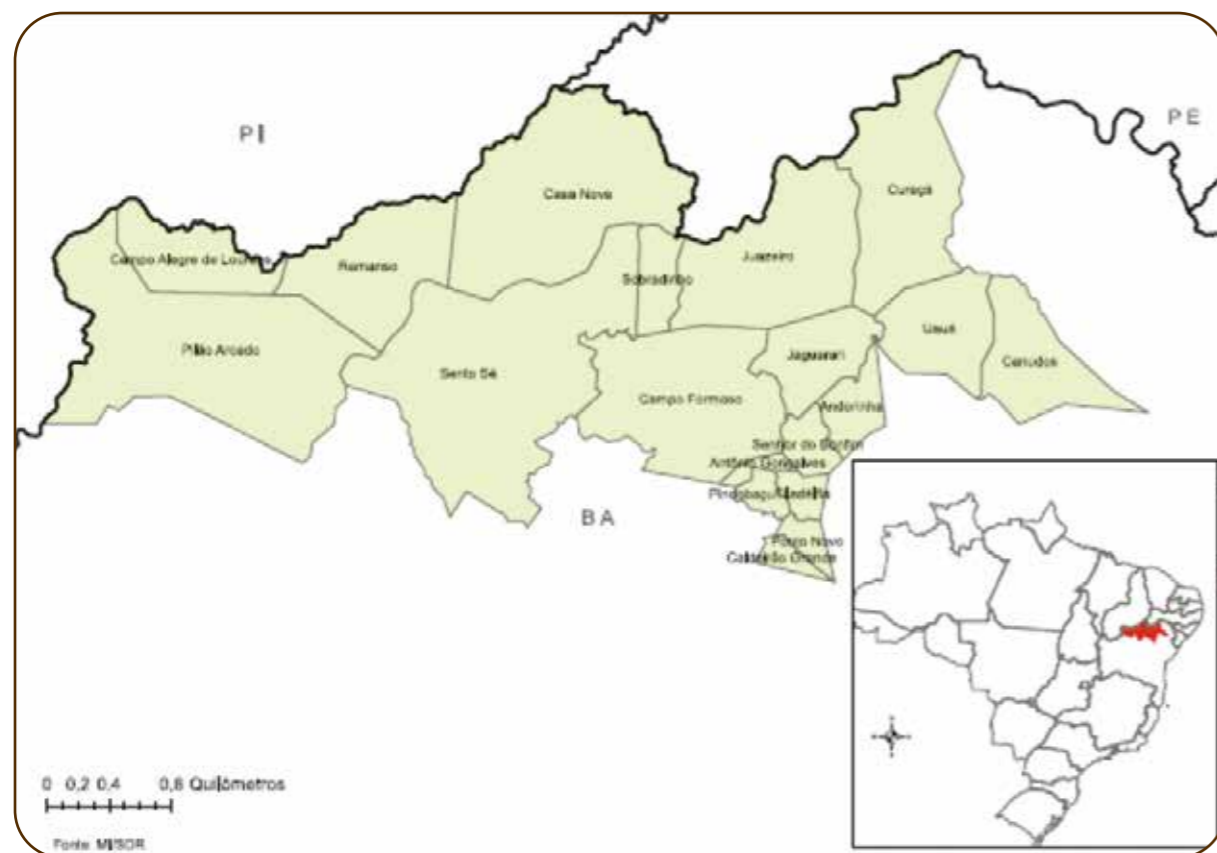 PI
PE
Casa Nova
Curaçá
Campo Alegre de Lourdes
Remanso
Juazeiro
Sobradinho
Uauá
Pilão Arcado
Sento Sé
Jaguarari
Canudos
Campo Formoso
Andorinha
Senhor do Bonfim
Antônio Gonçalves
Pindobaçu
BA
Ponto Novo
Caldeirão Grande
0 0,2 0,4 0,8 Quilômetros
Fonte: MI/SDR